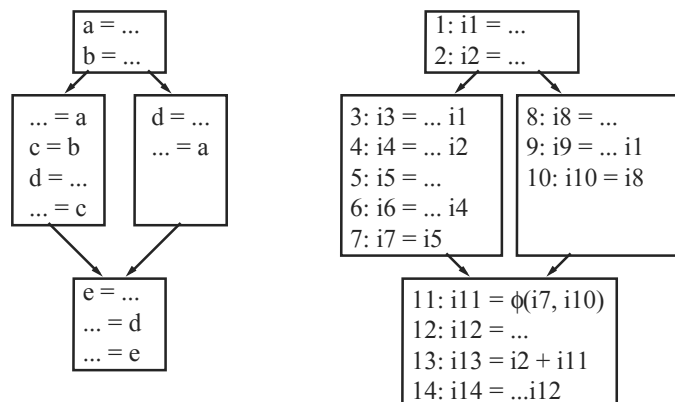 a = ...
b = ...
... = a
c = b
d = ...
... = c
d = ...
... = a
e = ...
... = d
... = e
1: i1 = ...
2: i2 = ...
3: i3 = ... i1
4: i4 = ... i2
5: i5 = ...
6: i6 = ... i4
7: i7 = i5
8: i8 = ...
9: i9 = ... i1
10: i10 = i8
11: i11 = ϕ(i7, i10)
12: i12 = ...
13: i13 = i2 + i11
14: i14 = ...i12